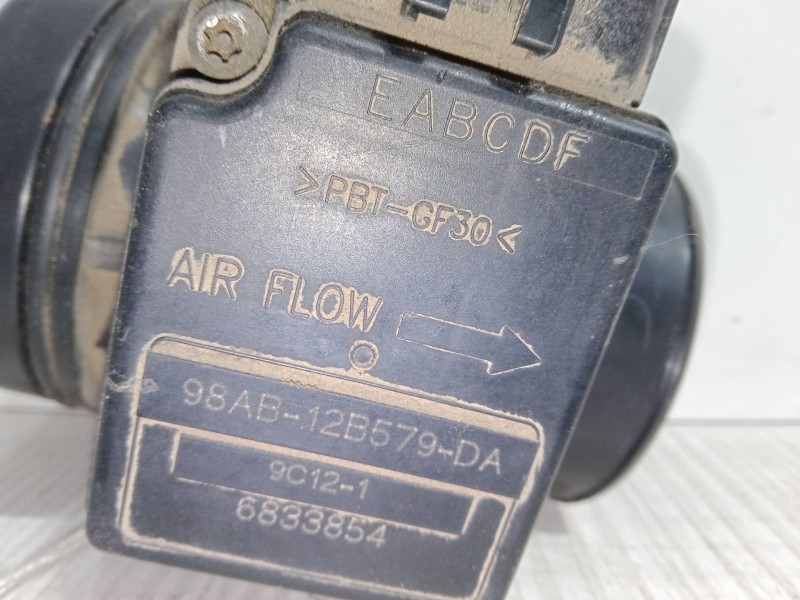 EABCDF
>PBT-GF30<
AIR FLOW
98AB-12B579-DA
9C12-1
6833854